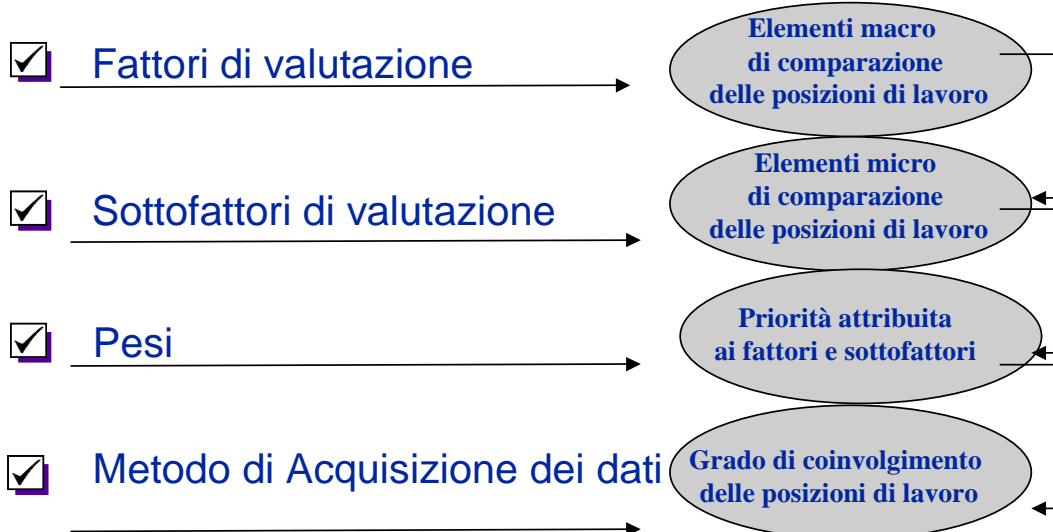 Fattori di valutazione
Elementi macro
di comparazione
delle posizioni di lavoro
Sottofattori di valutazione
Elementi micro
di comparazione
delle posizioni di lavoro
Pesi
Priorità attribuita
ai fattori e sottofattori
Metodo di Acquisizione dei dati
Grado di coinvolgimento
delle posizioni di lavoro